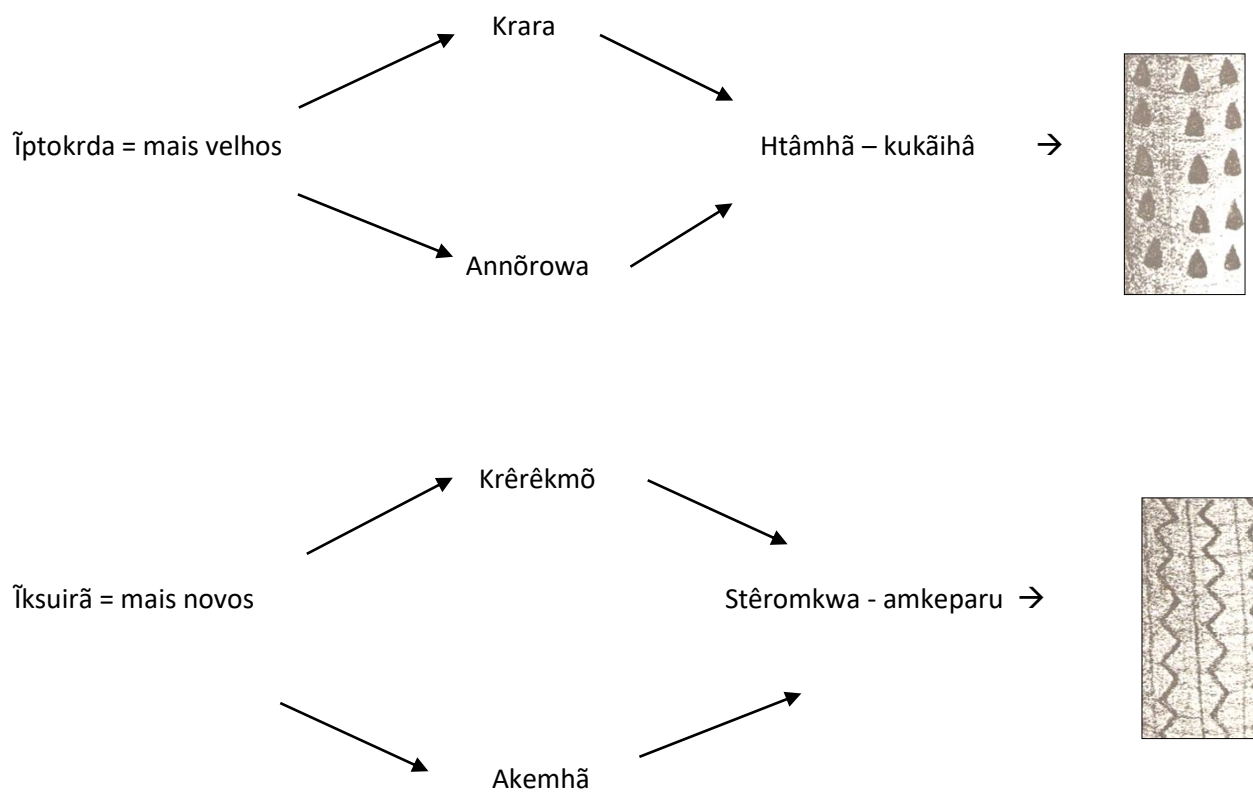 Krara
Ĩptokrda = mais velhos
Htâmhã – kukãihâ →
Annõrowa
Krêrêkmõ
Ĩksuirã = mais novos
Stêromkwa - amkeparu →
Akemhã